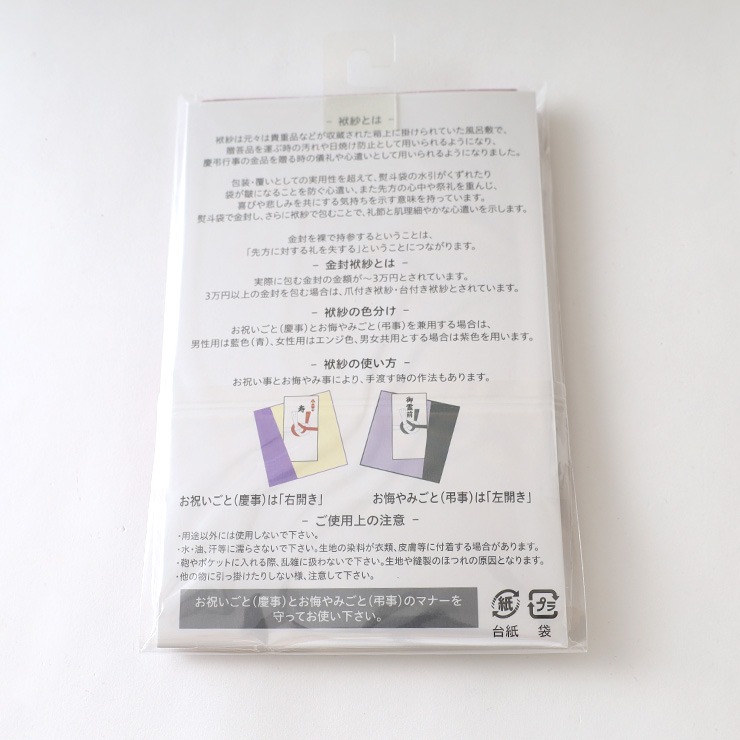 - 袱紗とは -
袱紗は元々は貴重品などが収蔵された箱上に掛けられていた風呂敷で、
贈答品を運ぶ時の汚れや日焼け防止として用いられるようになり、
慶弔行事の金品を贈る時の儀礼や心遣いとして用いられるようになりました。
包装・覆いとしての実用性を超えて、熨斗袋の水引がくずれたり
袋が皺になることを防ぐ心遣い、また先方の心中や祭礼を重んじ、
喜びや悲しみを共にする気持ちを示す意味を持っています。
熨斗袋で金封し、さらに袱紗で包むことで、礼節と肌理細やかな心遣いを示します。
金封を裸で持参するということは、
「先方に対する礼を失する」ということにつながります。
- 金封袱紗とは -
実際に包む金封の金額が〜3万円とされています。
3万円以上の金封を包む場合は、爪付き袱紗・台付き袱紗とされています。
- 袱紗の色分け -
お祝いごと(慶事)とお悔やみごと(弔事)を兼用する場合は、
男性用は藍色(青)、女性用はエンジ色、男女共用とする場合は紫色を用います。
- 袱紗の使い方 -
お祝い事とお悔やみ事により、手渡す時の作法もあります。
寿
御霊前
お祝いごと(慶事)は「右開き」
お悔やみごと(弔事)は「左開き」
- ご使用上の注意 -
・用途以外には使用しないで下さい。
・水・油、汗等に濡らさないで下さい。生地の染料が衣類、皮膚等に付着する場合があります。
・鞄やポケットに入れる際、乱雑に扱わないで下さい。生地や縫製のほつれの原因となります。
・他の物に引っ掛けたりしない様、注意して下さい。
お祝いごと(慶事)とお悔やみごと(弔事)のマナーを
守ってお使い下さい。
紙
プラ
台紙
袋